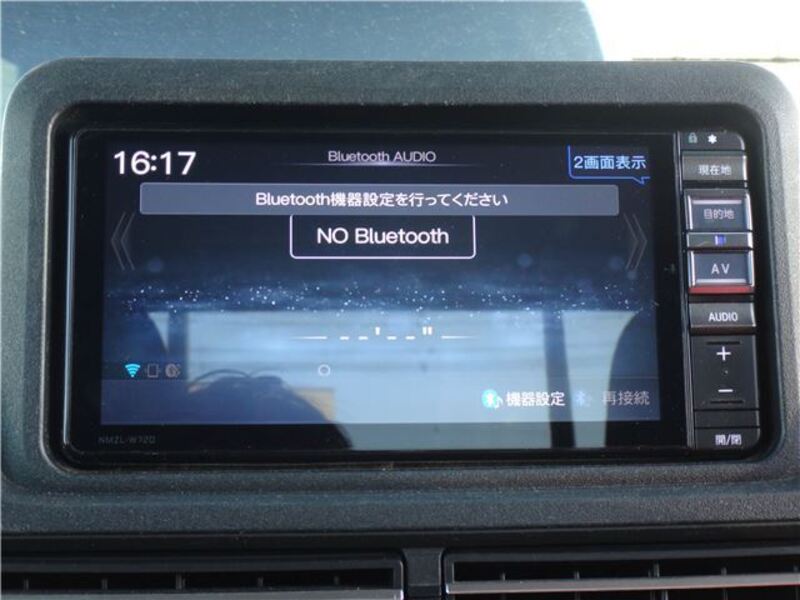 Bluetooth AUDIO
16:17
2画面表示
Bluetooth機器設定を行ってください
NO Bluetooth
--'--"
機器設定
再接続
NMZL-W72D
現在地
目的地
AV
AUDIO
+
−
開/閉